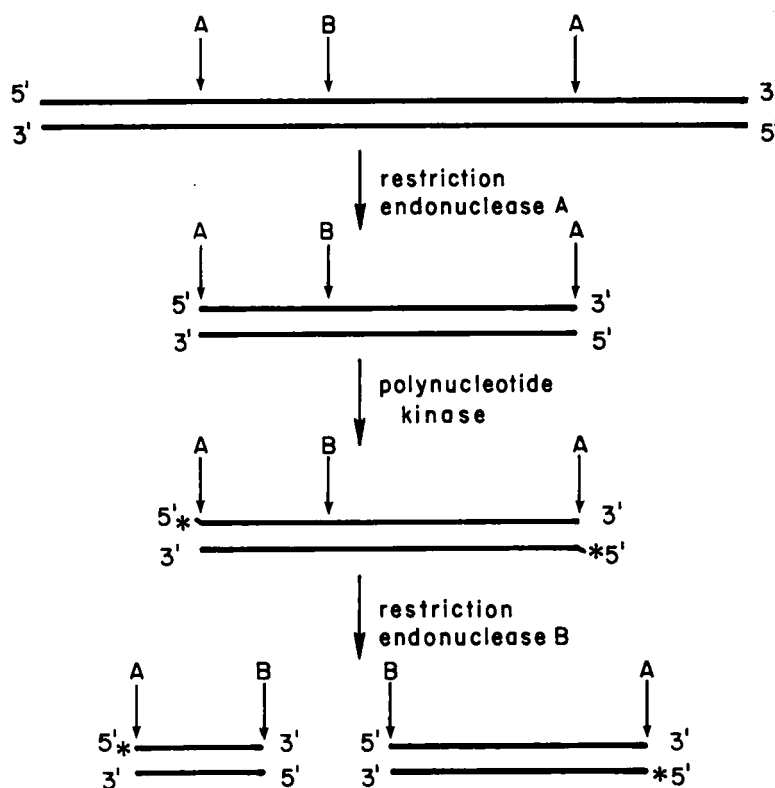 A B A
5' 3'
3' 5'
restriction
endonuclease A
A B A
5' 3'
3' 5'
polynucleotide
kinase
A B A
5'* 3'
3' *5'
restriction
endonuclease B
A B B A
5'* 3' 5' 3'
3' 5' 3' *5'